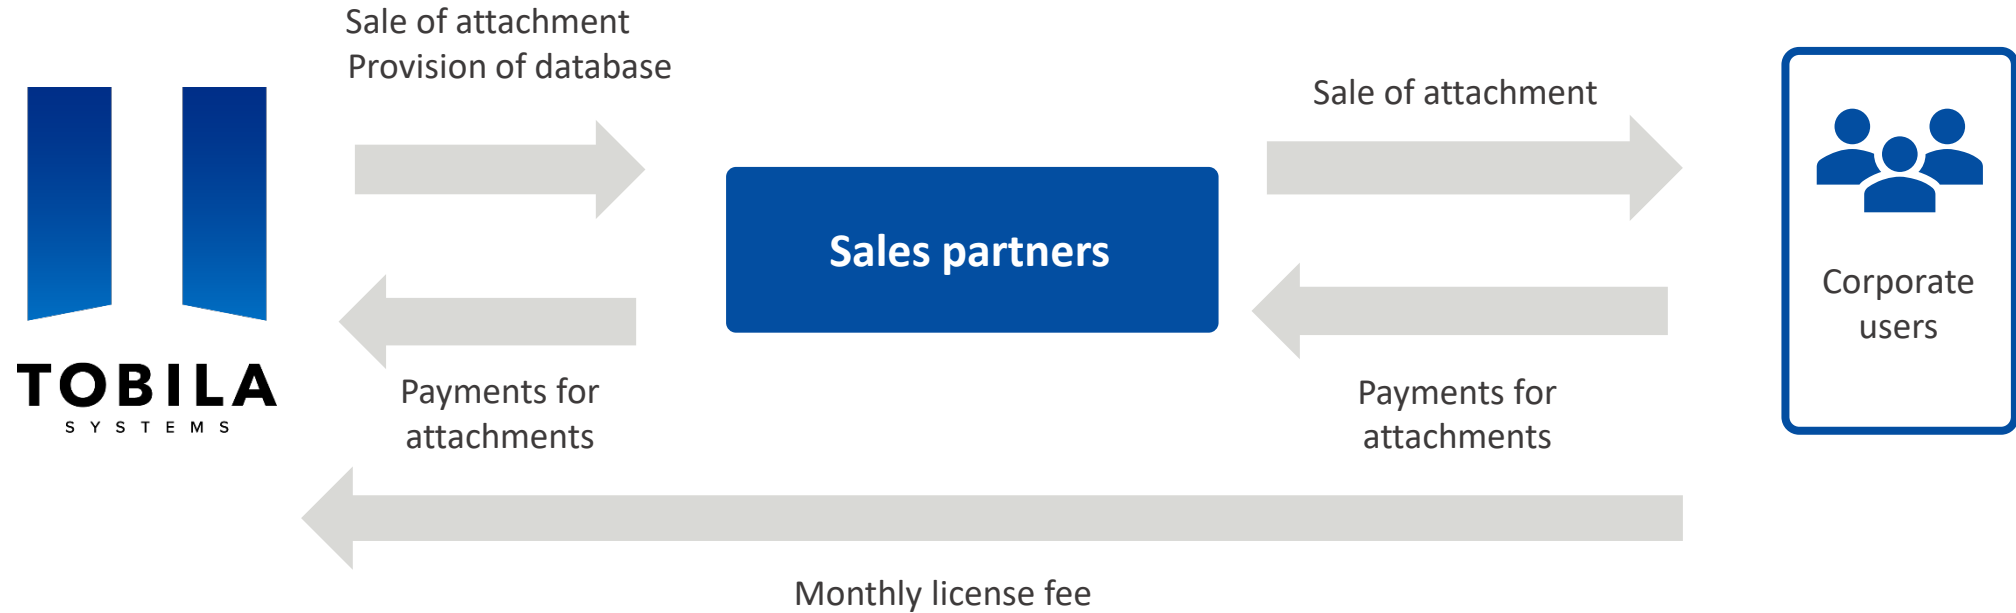 Sale of attachment
Provision of database
Sale of attachment
Sales partners
Corporate
users
TOBILA
SYSTEMS
Payments for
attachments
Payments for
attachments
Monthly license fee